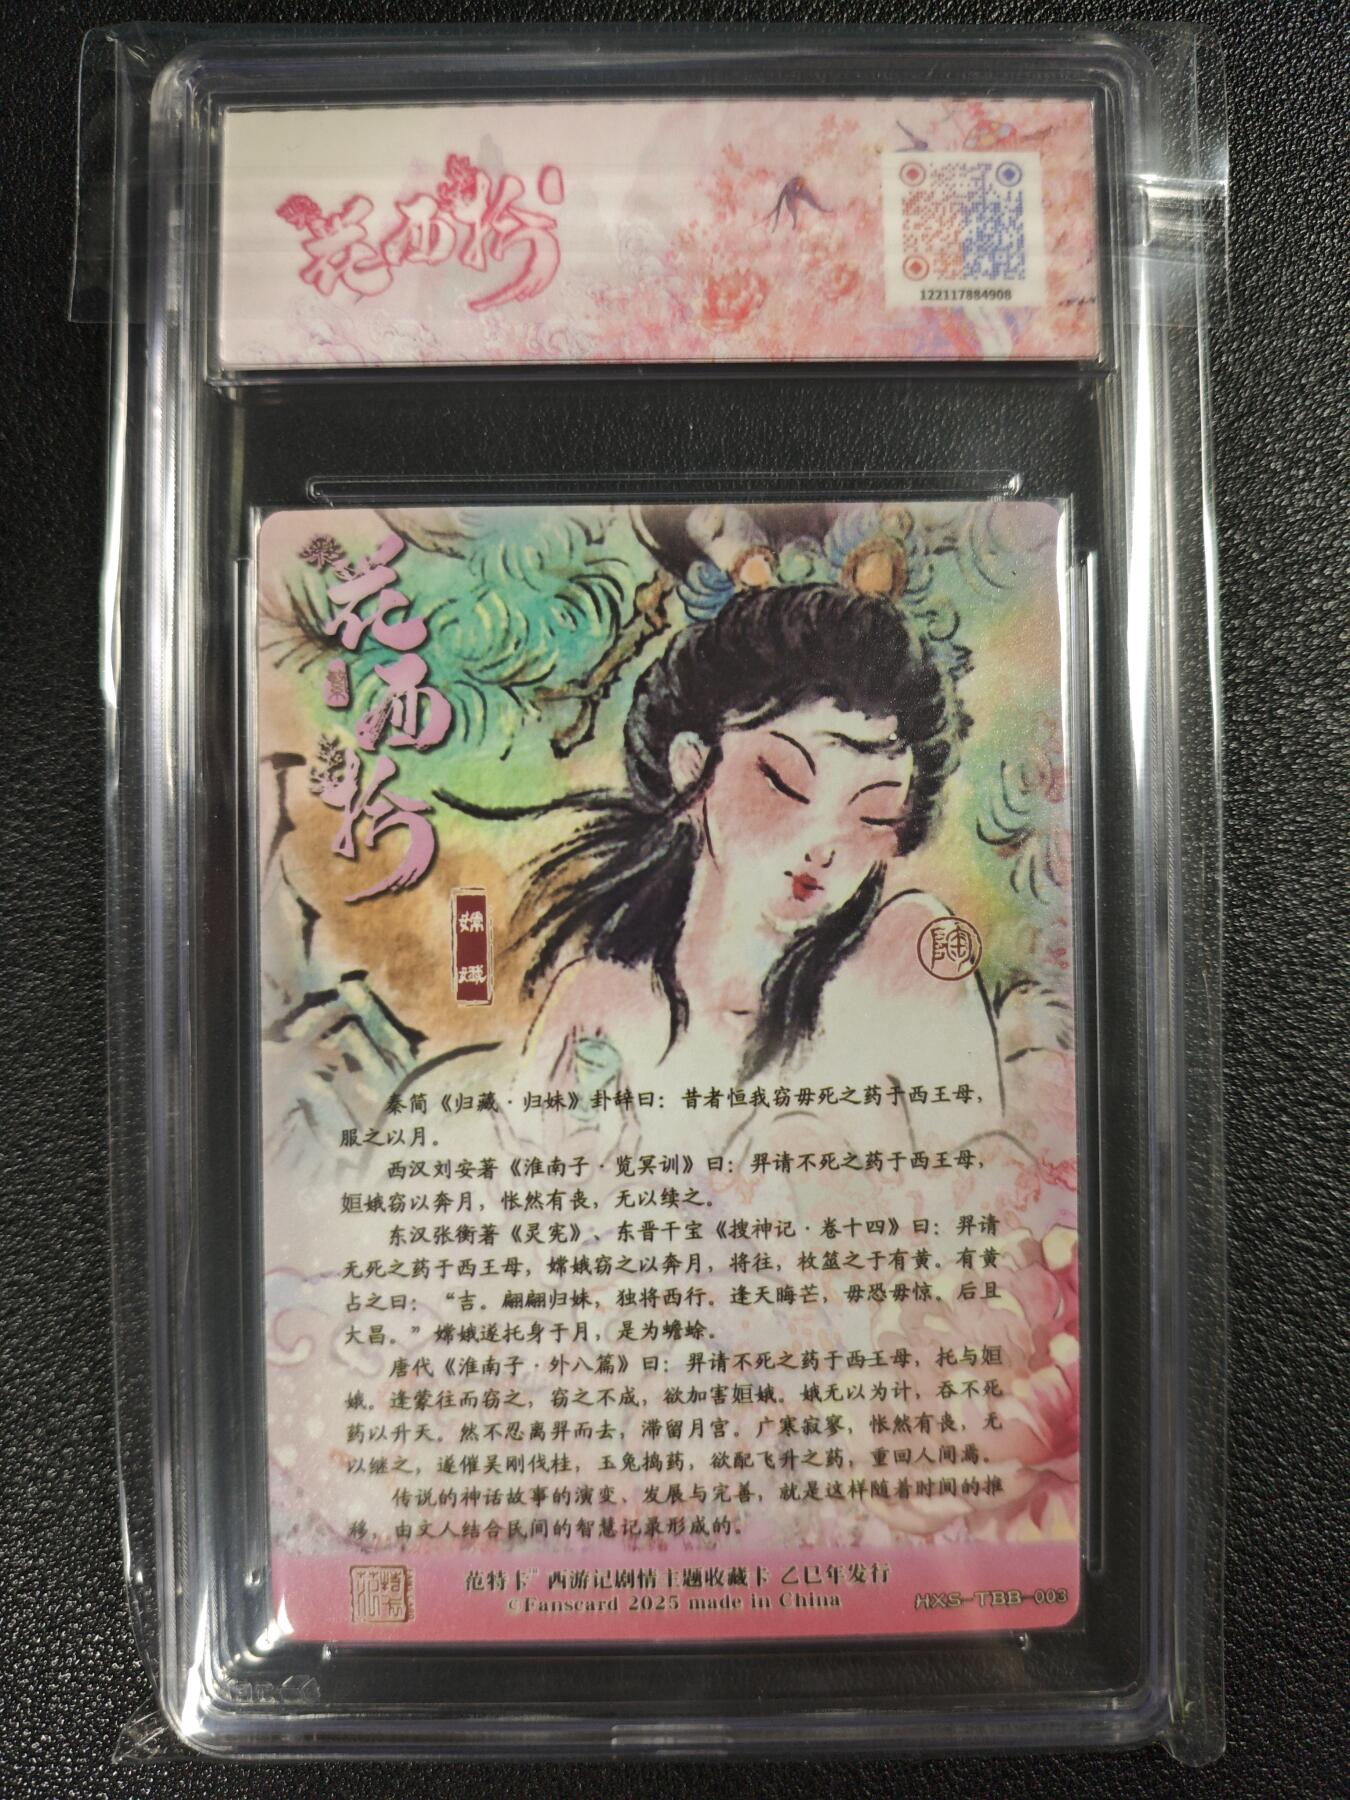 花西拾
122117884908
花西拾
嫦娥
陶
秦简《归藏·归妹》卦辞曰：昔者恒我窃毋死之药于西王母，
服之以月。
西汉刘安著《淮南子·览冥训》曰：羿请不死之药于西王母，
姮娥窃以奔月，怅然有丧，无以续之。
东汉张衡著《灵宪》、东晋干宝《搜神记·卷十四》曰：羿请
无死之药于西王母，嫦娥窃之以奔月，将往，枚筮之于有黄。有黄
占之曰：“吉。翩翩归妹，独将西行。逢天晦芒，毋恐毋惊。后且
大昌。”嫦娥遂托身于月，是为蟾蜍。
唐代《淮南子·外八篇》曰：羿请不死之药于西王母，托与姮
娥。逢蒙往而窃之，窃之不成，欲加害姮娥。娥无以为计，吞不死
药以升天。然不忍离羿而去，滞留月宫。广寒寂寥，怅然有丧，无
以继之，遂催吴刚伐桂，玉兔捣药，欲配飞升之药，重回人间焉。
传说的神话故事的演变、发展与完善，就是这样随着时间的推
移，由文人结合民间的智慧记录形成的。
范特卡™ 西游记剧情主题收藏卡 乙巳年发行
©Fanscard 2025 made in China
HXS-TBB-003